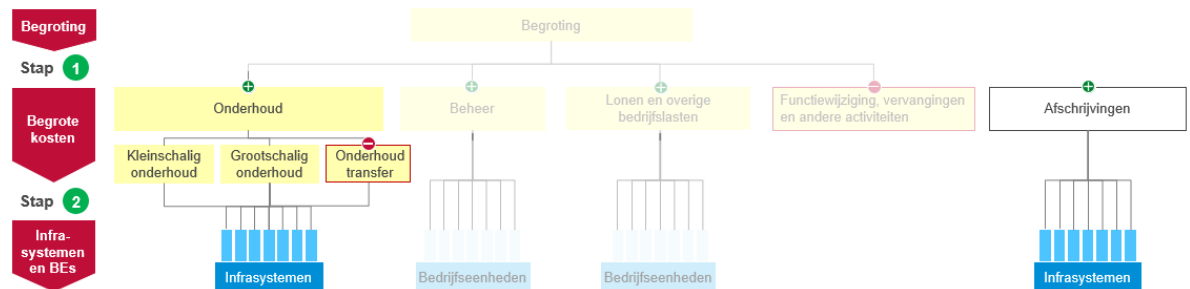 Begroting
Begroting
Stap 1
Onderhoud
Beheer
Lonen en overige
bedrijfslasten
Functiewijziging, vervangingen
en andere activiteiten
Afschrijvingen
Begrote
kosten
Kleinschalig
onderhoud
Grootschalig
onderhoud
Onderhoud
transfer
Stap 2
Infra-
systemen
en BEs
Infrasystemen
Bedrijfseenheden
Bedrijfseenheden
Infrasystemen